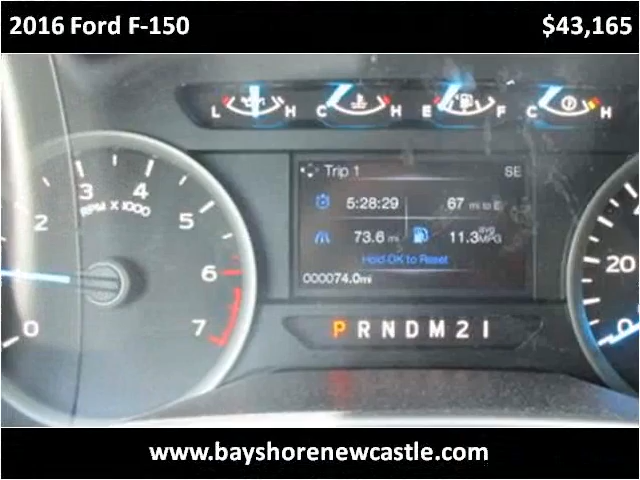 2016 Ford F-150 $43,165
L H C H E F C H
Trip 1 SE
5:28:29 67 mi to E
73.6 mi 11.3 avg MPG
Hold OK to Reset
000074.0mi
0 1 2 3 4 5 6 7
RPM X 1000
P R N D M 2 1
0 20
www.bayshorenewcastle.com